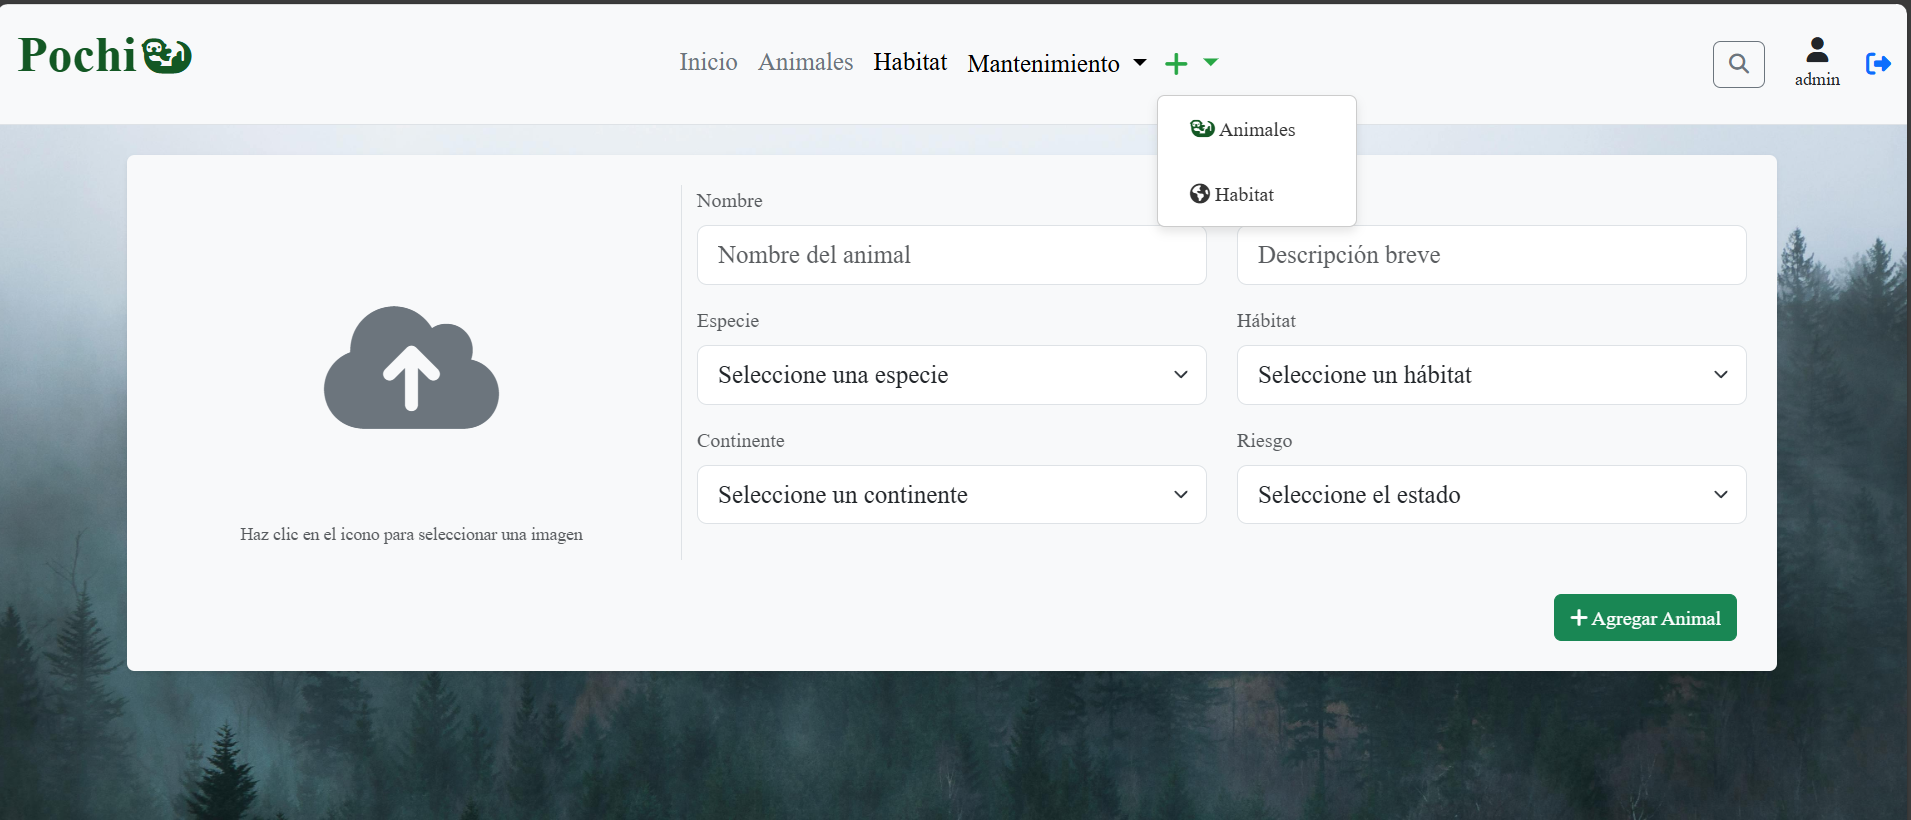 Pochi
Inicio Animales Habitat Mantenimiento
admin
Animales
Habitat
Nombre
Nombre del animal
Descripción breve
Especie
Hábitat
Seleccione una especie
Seleccione un hábitat
Continente
Riesgo
Seleccione un continente
Seleccione el estado
Haz clic en el icono para seleccionar una imagen
Agregar Animal